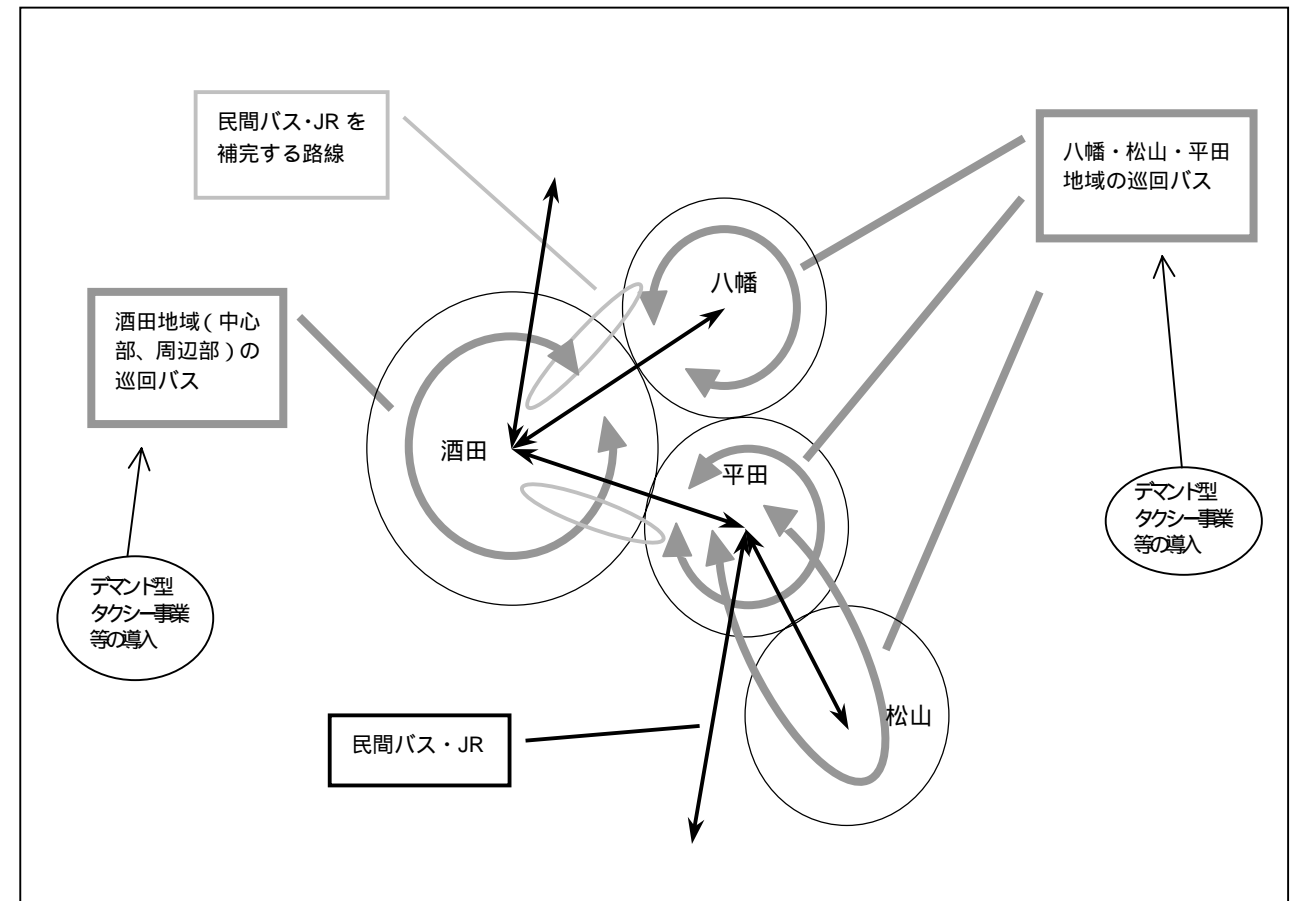 民間バス・JR を
補完する路線
八幡・松山・平田
地域の巡回バス
八幡
酒田地域(中心
部、周辺部)の
巡回バス
酒田
平田
デマンド型
タクシー事業
等の導入
デマンド型
タクシー事業
等の導入
松山
民間バス・JR